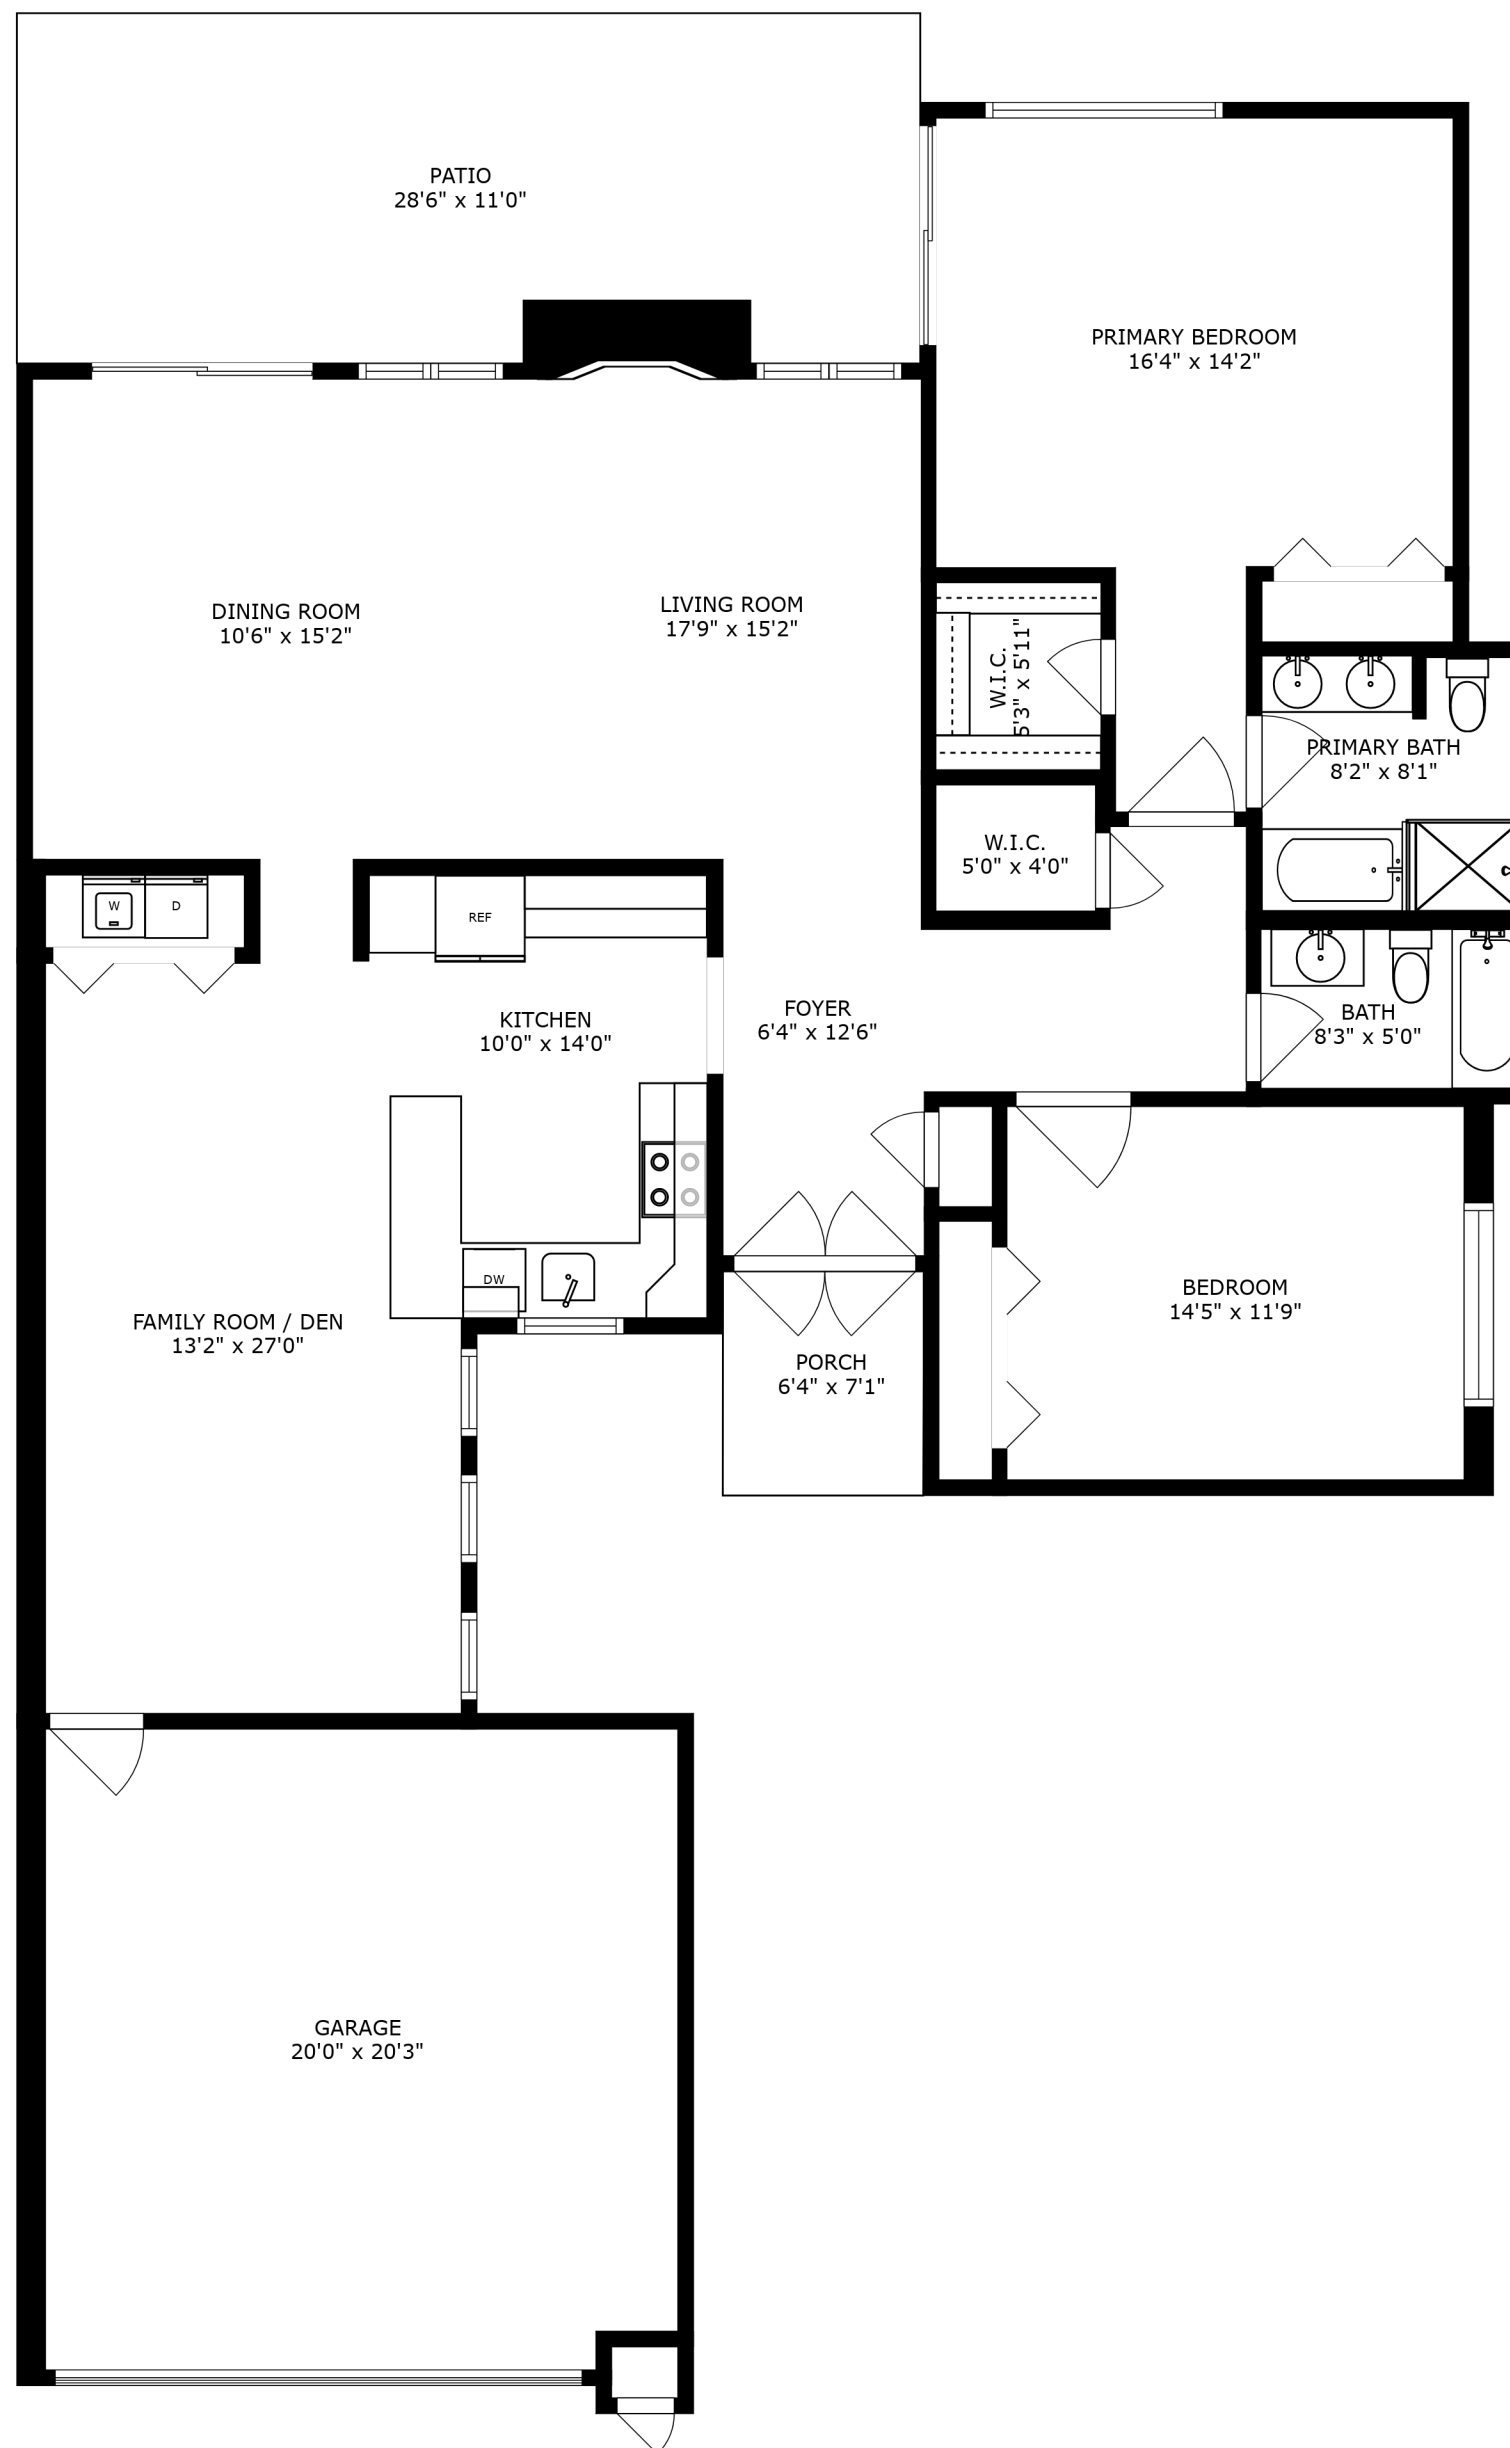 PATIO
28'6" x 11'0"
PRIMARY BEDROOM
16'4" x 14'2"
DINING ROOM
10'6" x 15'2"
LIVING ROOM
17'9" x 15'2"
W.I.C.
5'3" x 5'11"
PRIMARY BATH
8'2" x 8'1"
W.I.C.
5'0" x 4'0"
W
D
REF
KITCHEN
10'0" x 14'0"
FOYER
6'4" x 12'6"
BATH
8'3" x 5'0"
DW
BEDROOM
14'5" x 11'9"
FAMILY ROOM / DEN
13'2" x 27'0"
PORCH
6'4" x 7'1"
GARAGE
20'0" x 20'3"